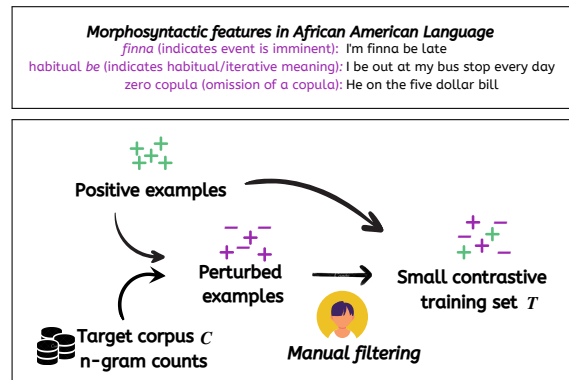 Morphosyntactic features in African American Language
finna (indicates event is imminent): I'm finna be late
habitual be (indicates habitual/iterative meaning): I be out at my bus stop every day
zero copula (omission of a copula): He on the five dollar bill
Positive examples
Perturbed
examples
Small contrastive
training set T
Target corpus C
n-gram counts
Manual filtering